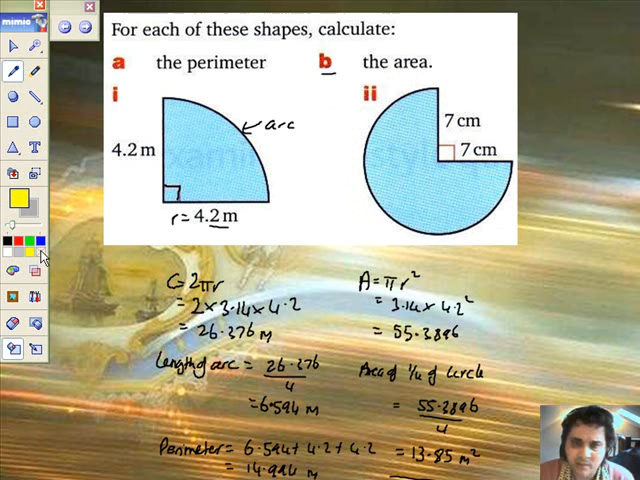 mimio
For each of these shapes, calculate:
a the perimeter b the area.
i ii
arc
7 cm
4.2 m
7 cm
r = 4.2 m
C = 2πr
= 2 × 3.14 × 4.2
= 26.376 m
Length of arc = 26.376
4
= 6.594 m
Perimeter = 6.594 + 4.2 + 4.2
= 14.994 m
A = πr²
= 3.14 × 4.2²
= 55.3896
Area of 1/4 of circle
= 55.3896
4
= 13.85 m²